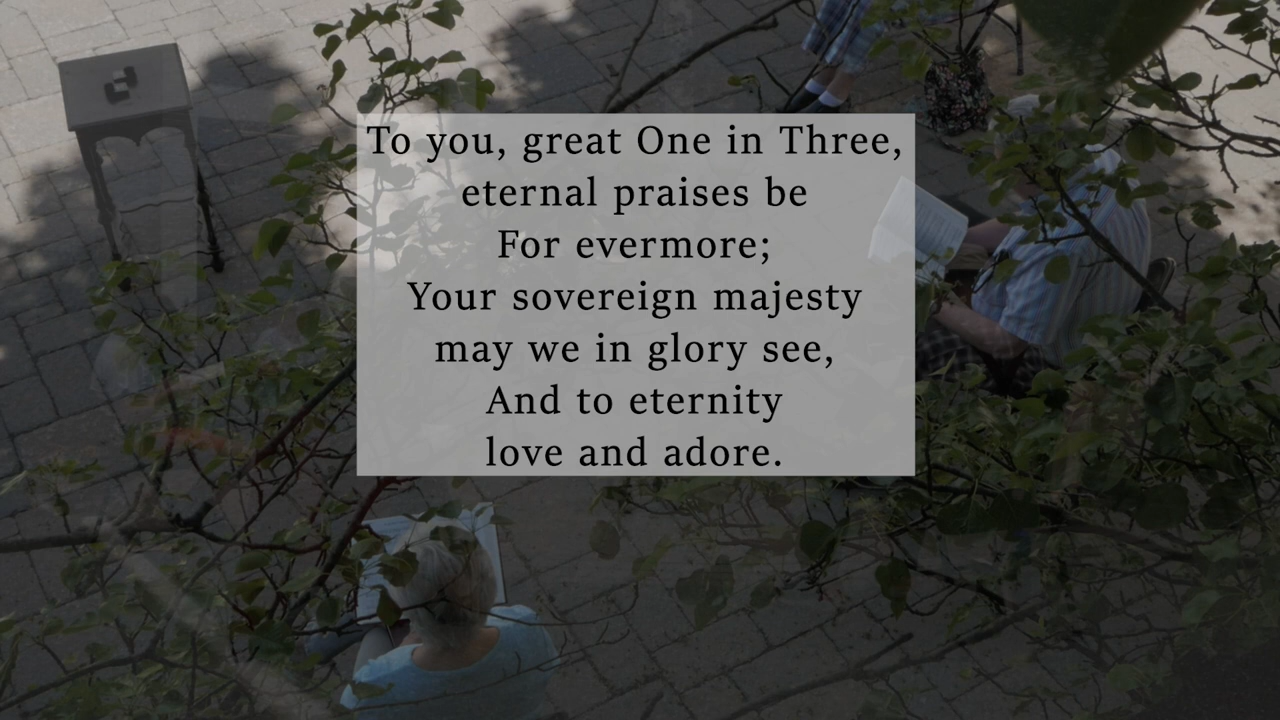 To you, great One in Three,
eternal praises be
For evermore;
Your sovereign majesty
may we in glory see,
And to eternity
love and adore.